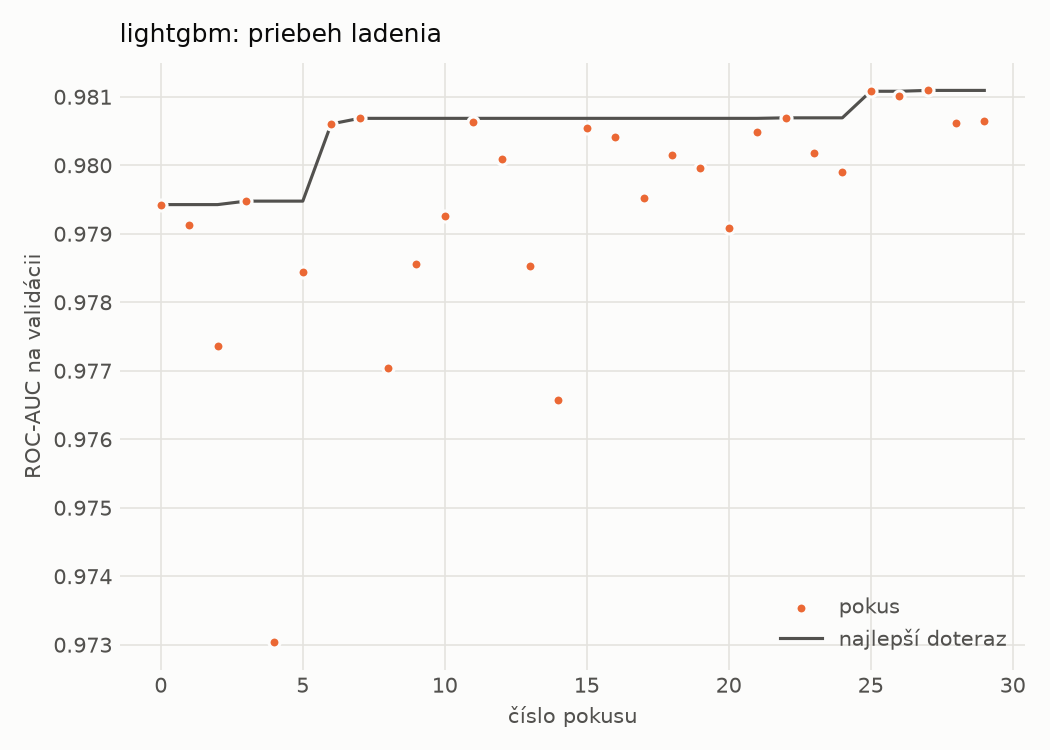 lightgbm: priebeh ladenia
ROC-AUC na validácii
0.981
0.980
0.979
0.978
0.977
0.976
0.975
0.974
0.973
pokus
najlepší doteraz
0 5 10 15 20 25 30
číslo pokusu